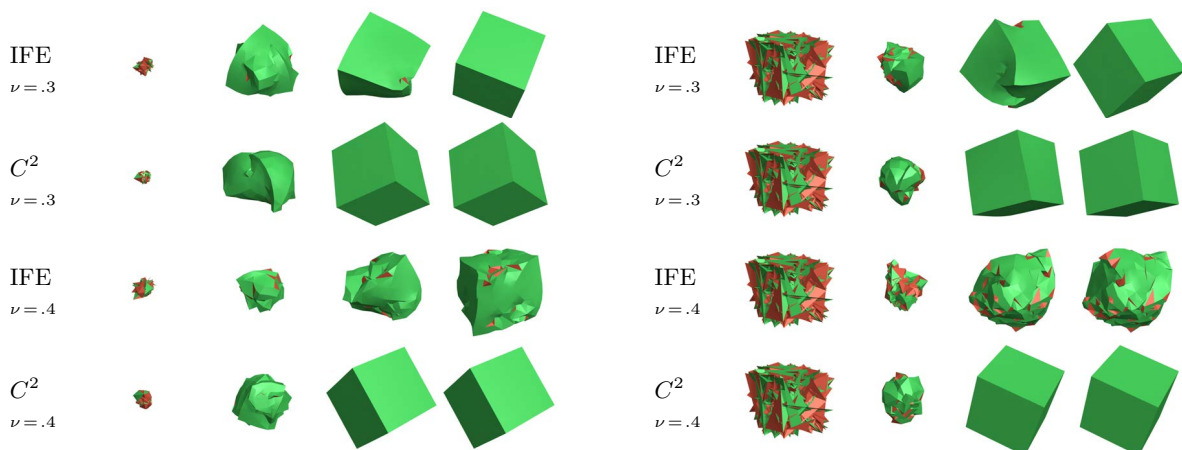 IFE
ν = .3
IFE
ν = .3
C²
ν = .3
C²
ν = .3
IFE
ν = .4
IFE
ν = .4
C²
ν = .4
C²
ν = .4